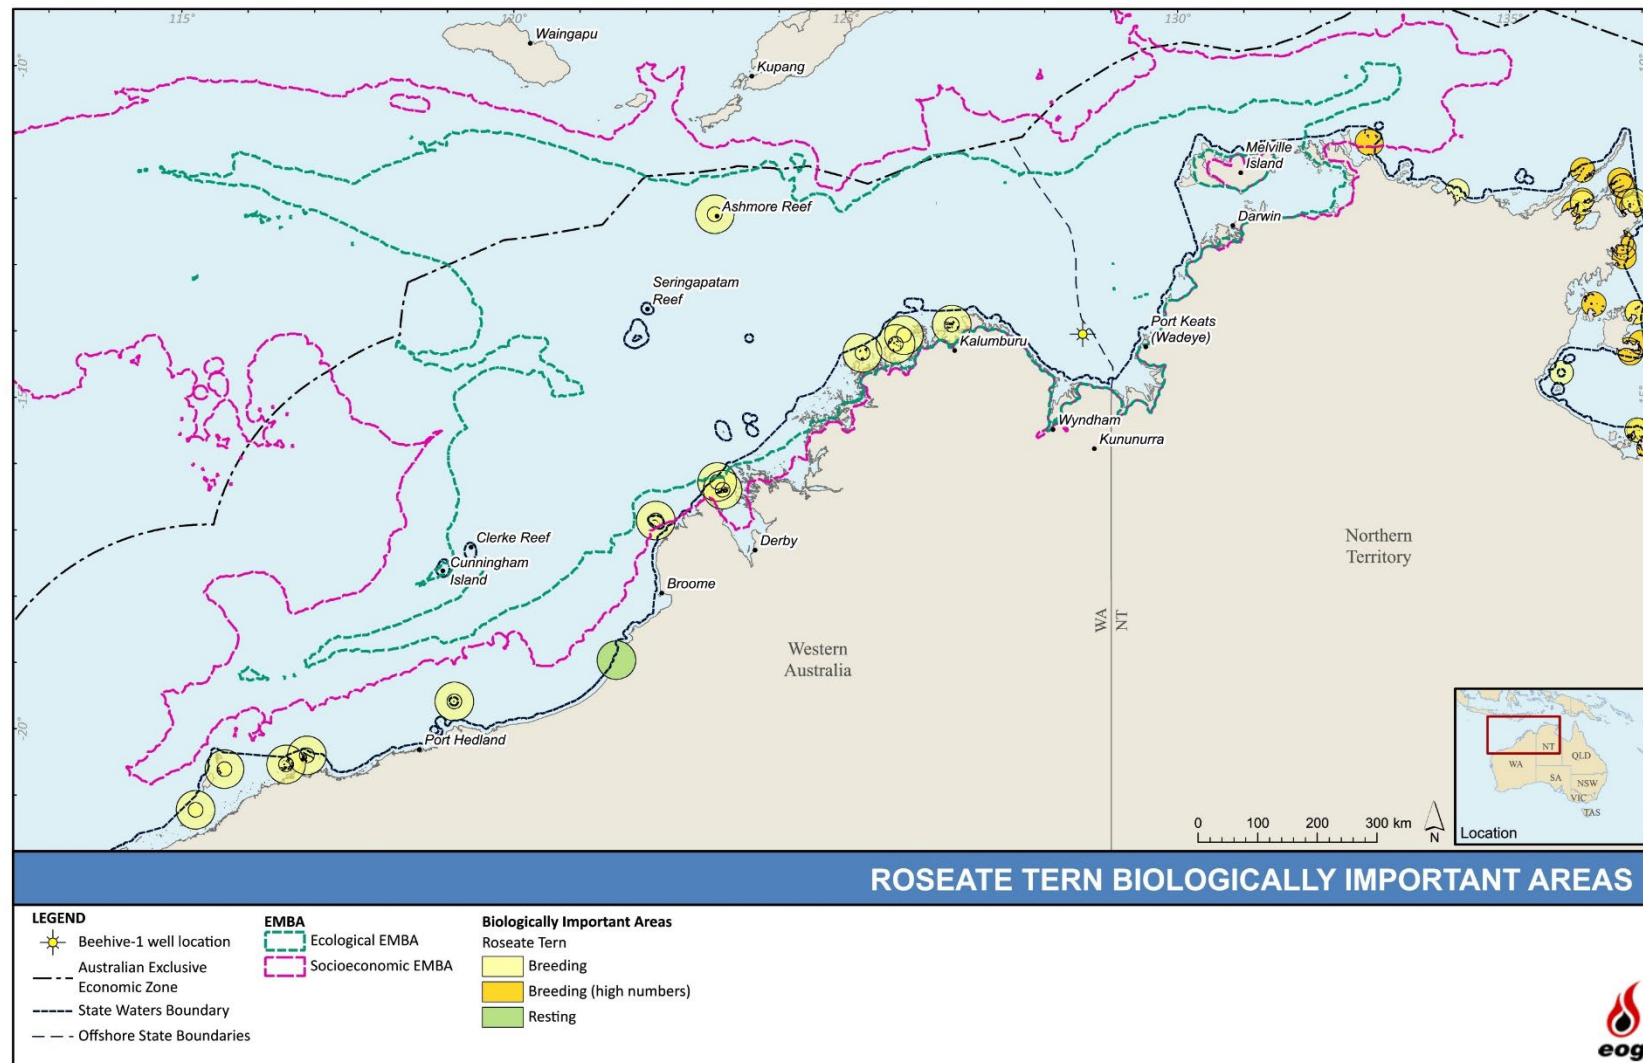 115°
120°
125°
130°
135°
-10°
Waingapu
Kupang
Melville
Island
Ashmore Reef
Darwin
Seringapatam
Reef
Port Keats
(Wadeye)
Kalumburu
-15°
Wyndham
Kununurra
Clerke Reef
Cunningham
Island
Derby
Northern
Territory
Broome
WA
NT
Western
Australia
-20°
Port Hedland
0 100 200 300 km
N
NT
QLD
WA
SA
NSW
VIC
TAS
Location
ROSEATE TERN BIOLOGICALLY IMPORTANT AREAS
LEGEND
Beehive-1 well location
Australian Exclusive
Economic Zone
State Waters Boundary
Offshore State Boundaries
EMBA
Ecological EMBA
Socioeconomic EMBA
Biologically Important Areas
Roseate Tern
Breeding
Breeding (high numbers)
Resting
eog